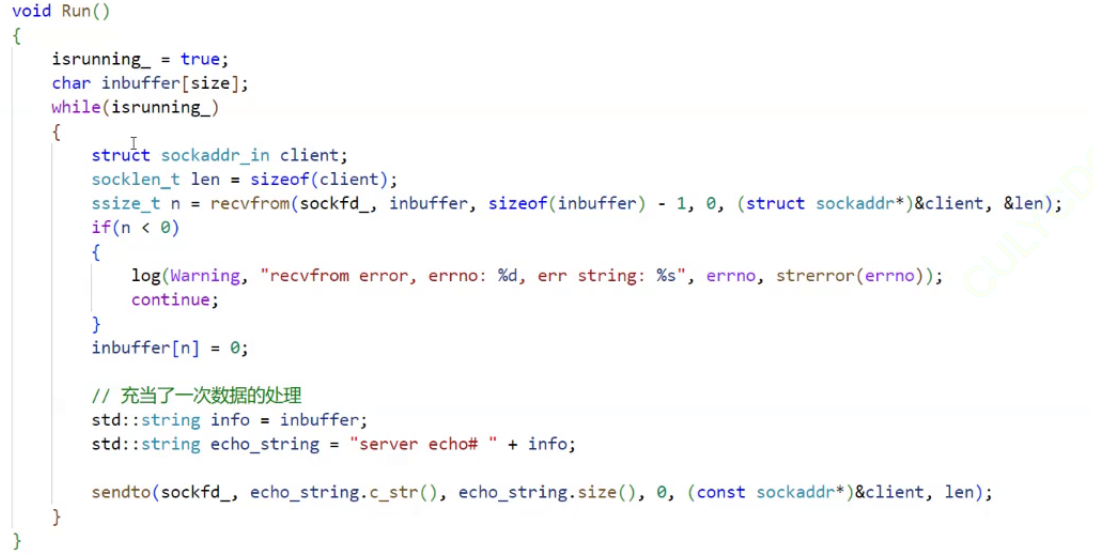 void Run()
{
isrunning_ = true;
char inbuffer[size];
while(isrunning_)
{
struct sockaddr_in client;
socklen_t len = sizeof(client);
ssize_t n = recvfrom(sockfd_, inbuffer, sizeof(inbuffer) - 1, 0, (struct sockaddr*)&client, &len);
if(n < 0)
{
log(Warning, "recvfrom error, errno: %d, err string: %s", errno, strerror(errno));
continue;
}
inbuffer[n] = 0;
// 充当了一次数据的处理
std::string info = inbuffer;
std::string echo_string = "server echo# " + info;
sendto(sockfd_, echo_string.c_str(), echo_string.size(), 0, (const sockaddr*)&client, len);
}
}